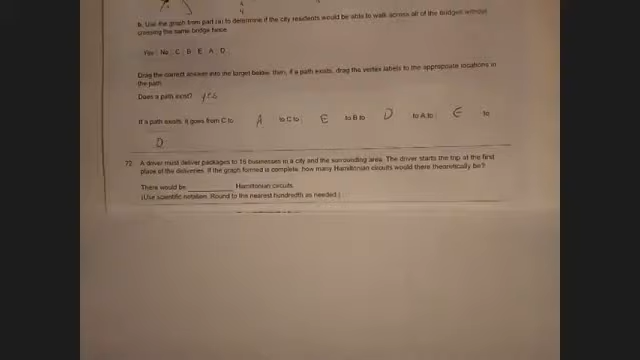 b. Use the graph from part (a) to determine if the city residents would be able to walk across all of the bridges without
crossing the same bridge twice.
Yes No C B E A D
Drag the correct answer into the target below, then, if a path exists, drag the vertex labels to the appropriate locations in
the path.
Does a path exist? yes
If a path exists, it goes from C to A to C to E to B to D to A to E to
D
72. A driver must deliver packages to 15 businesses in a city and the surrounding area. The driver starts the trip at the first
place of the deliveries. If the graph formed is complete, how many Hamiltonian circuits would there theoretically be?
There would be ________ Hamiltonian circuits.
(Use scientific notation. Round to the nearest hundredth as needed.)